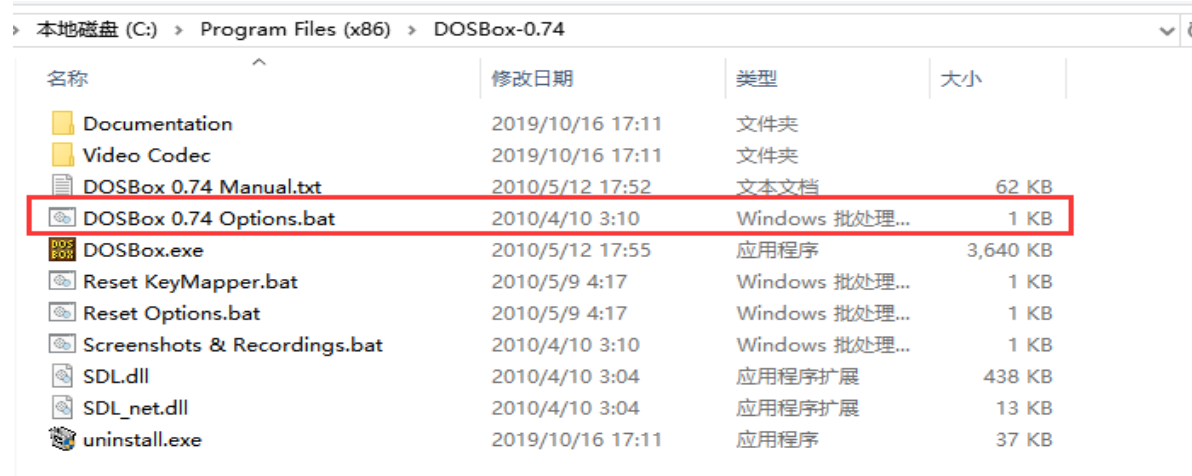 本地磁盘 (C:) > Program Files (x86) > DOSBox-0.74
名称 修改日期 类型 大小
Documentation 2019/10/16 17:11 文件夹
Video Codec 2019/10/16 17:11 文件夹
DOSBox 0.74 Manual.txt 2010/5/12 17:52 文本文档 62 KB
DOSBox 0.74 Options.bat 2010/4/10 3:10 Windows 批处理... 1 KB
DOS BOX DOSBox.exe 2010/5/12 17:55 应用程序 3,640 KB
Reset KeyMapper.bat 2010/5/9 4:17 Windows 批处理... 1 KB
Reset Options.bat 2010/5/9 4:17 Windows 批处理... 1 KB
Screenshots & Recordings.bat 2010/4/10 3:10 Windows 批处理... 1 KB
SDL.dll 2010/4/10 3:04 应用程序扩展 438 KB
SDL_net.dll 2010/4/10 3:04 应用程序扩展 13 KB
uninstall.exe 2019/10/16 17:11 应用程序 37 KB